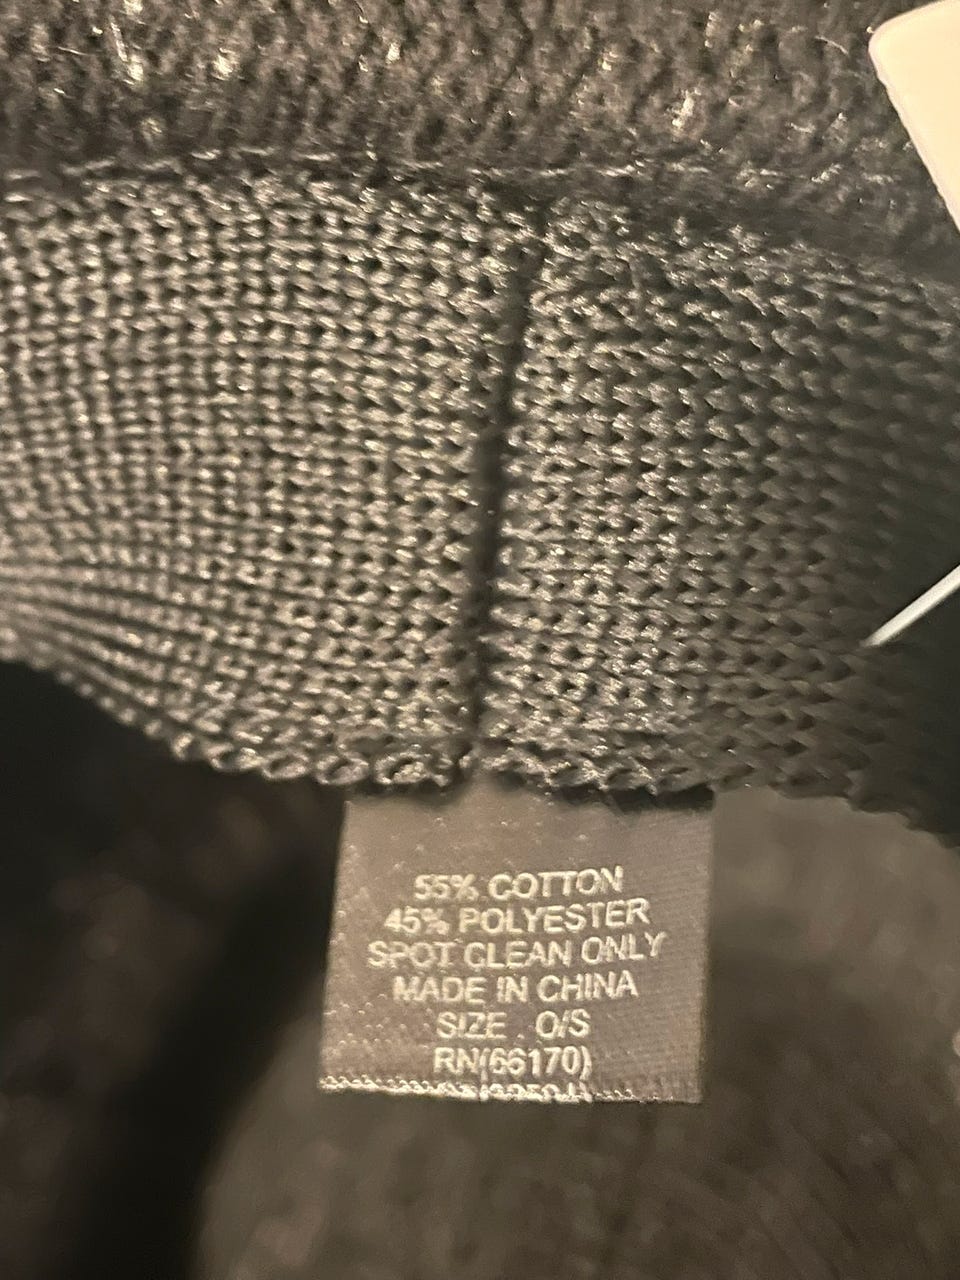 55% COTTON
45% POLYESTER
SPOT CLEAN ONLY
MADE IN CHINA
SIZE . O/S
RN(66170)